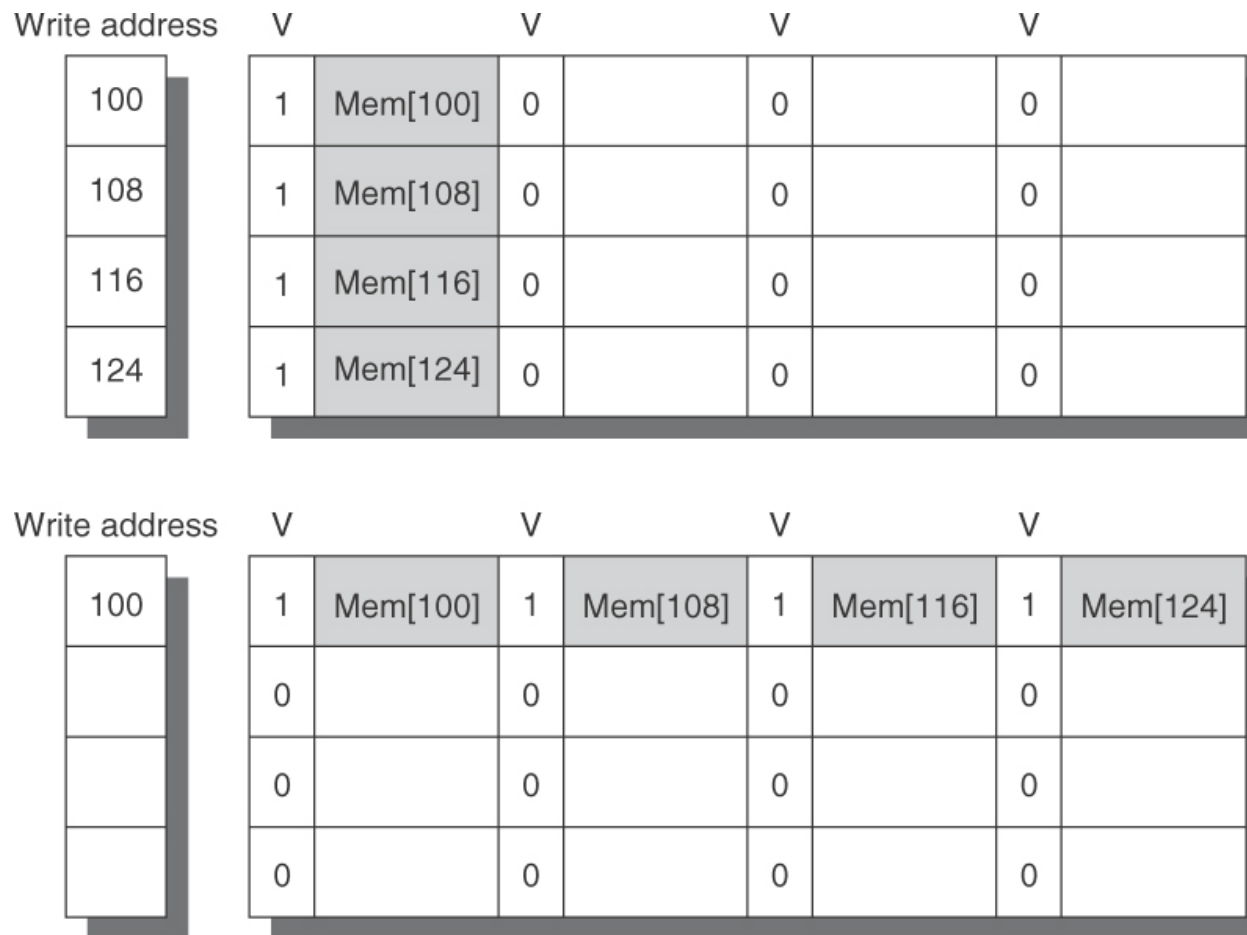 Write address V V V V
100 1 Mem[100] 0 0 0
108 1 Mem[108] 0 0 0
116 1 Mem[116] 0 0 0
124 1 Mem[124] 0 0 0
Write address V V V V
100 1 Mem[100] 1 Mem[108] 1 Mem[116] 1 Mem[124]
0 0 0 0
0 0 0 0
0 0 0 0